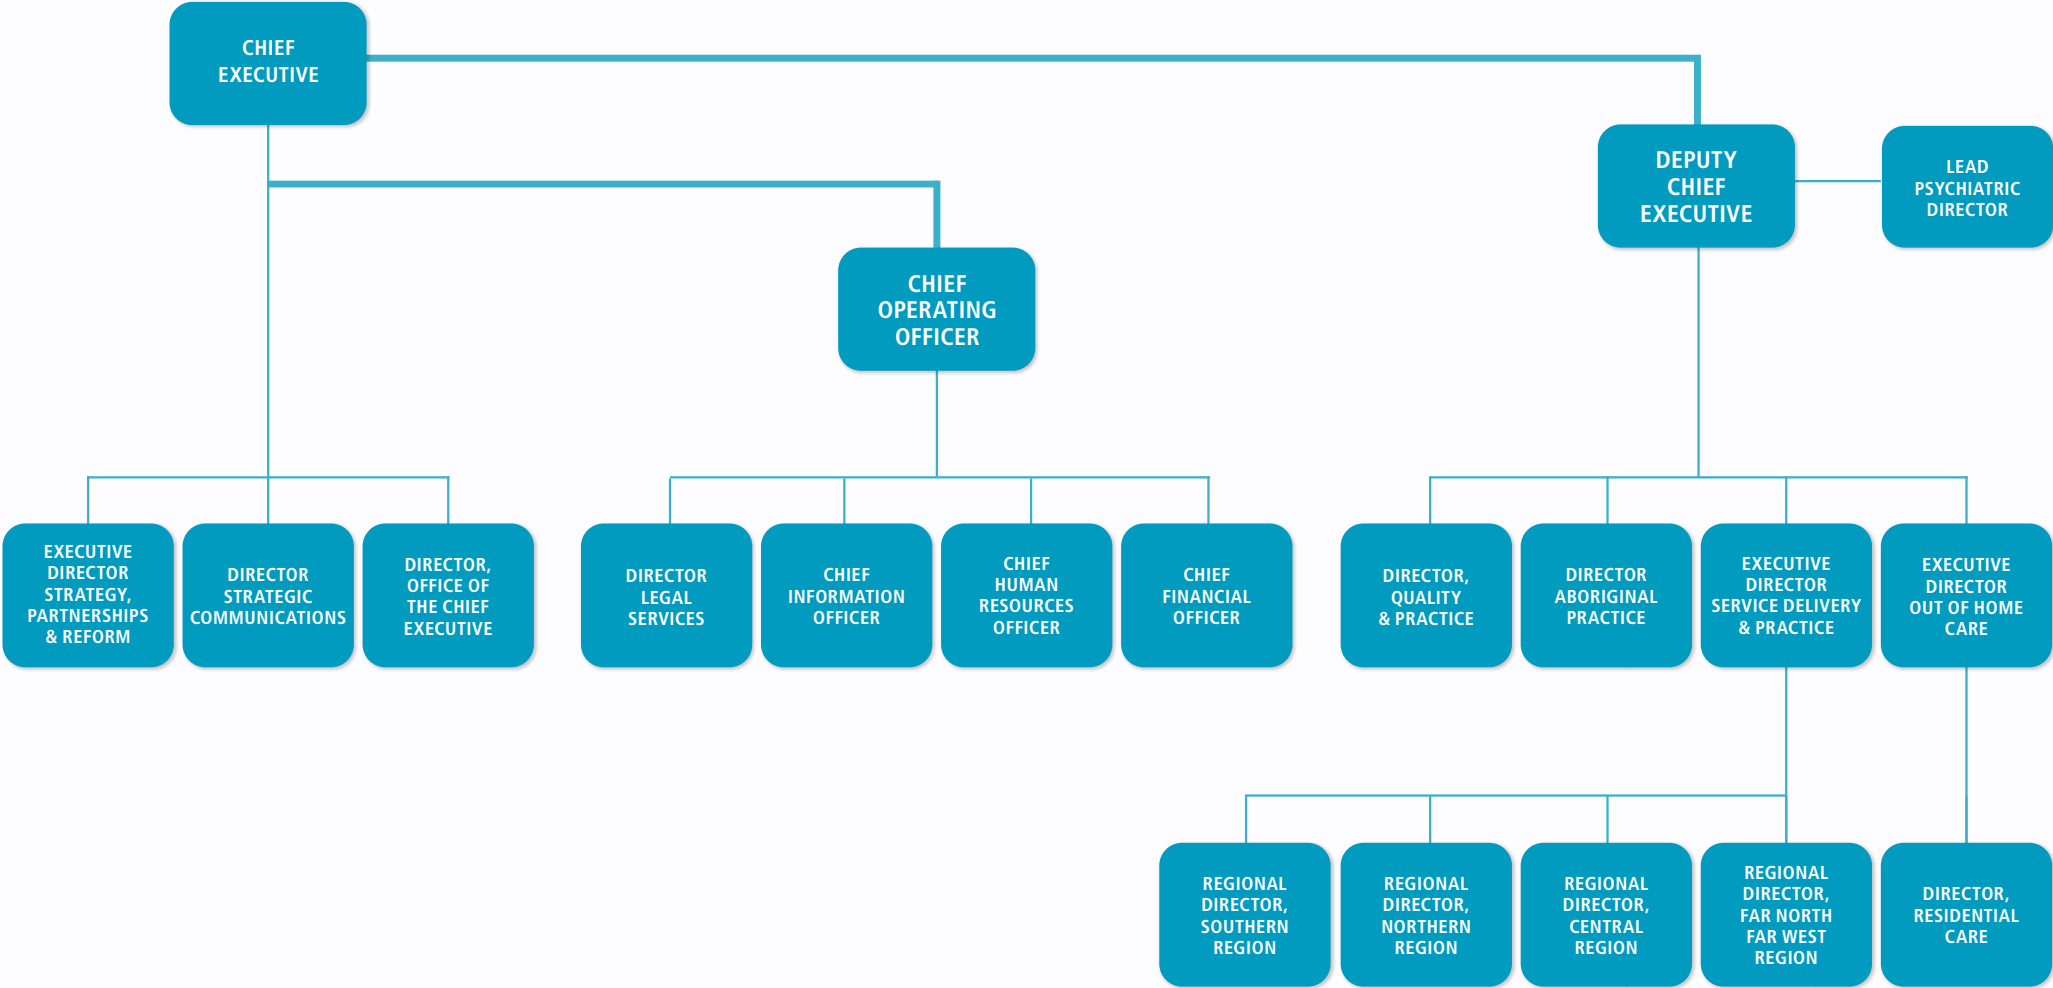 CHIEF
EXECUTIVE
DEPUTY
CHIEF
EXECUTIVE
LEAD
PSYCHIATRIC
DIRECTOR
CHIEF
OPERATING
OFFICER
EXECUTIVE
DIRECTOR
STRATEGY,
PARTNERSHIPS
& REFORM
DIRECTOR
STRATEGIC
COMMUNICATIONS
DIRECTOR,
OFFICE OF
THE CHIEF
EXECUTIVE
DIRECTOR
LEGAL
SERVICES
CHIEF
INFORMATION
OFFICER
CHIEF
HUMAN
RESOURCES
OFFICER
CHIEF
FINANCIAL
OFFICER
DIRECTOR,
QUALITY
& PRACTICE
DIRECTOR
ABORIGINAL
PRACTICE
EXECUTIVE
DIRECTOR
SERVICE DELIVERY
& PRACTICE
EXECUTIVE
DIRECTOR
OUT OF HOME
CARE
REGIONAL
DIRECTOR,
SOUTHERN
REGION
REGIONAL
DIRECTOR,
NORTHERN
REGION
REGIONAL
DIRECTOR,
CENTRAL
REGION
REGIONAL
DIRECTOR,
FAR NORTH
FAR WEST
REGION
DIRECTOR,
RESIDENTIAL
CARE